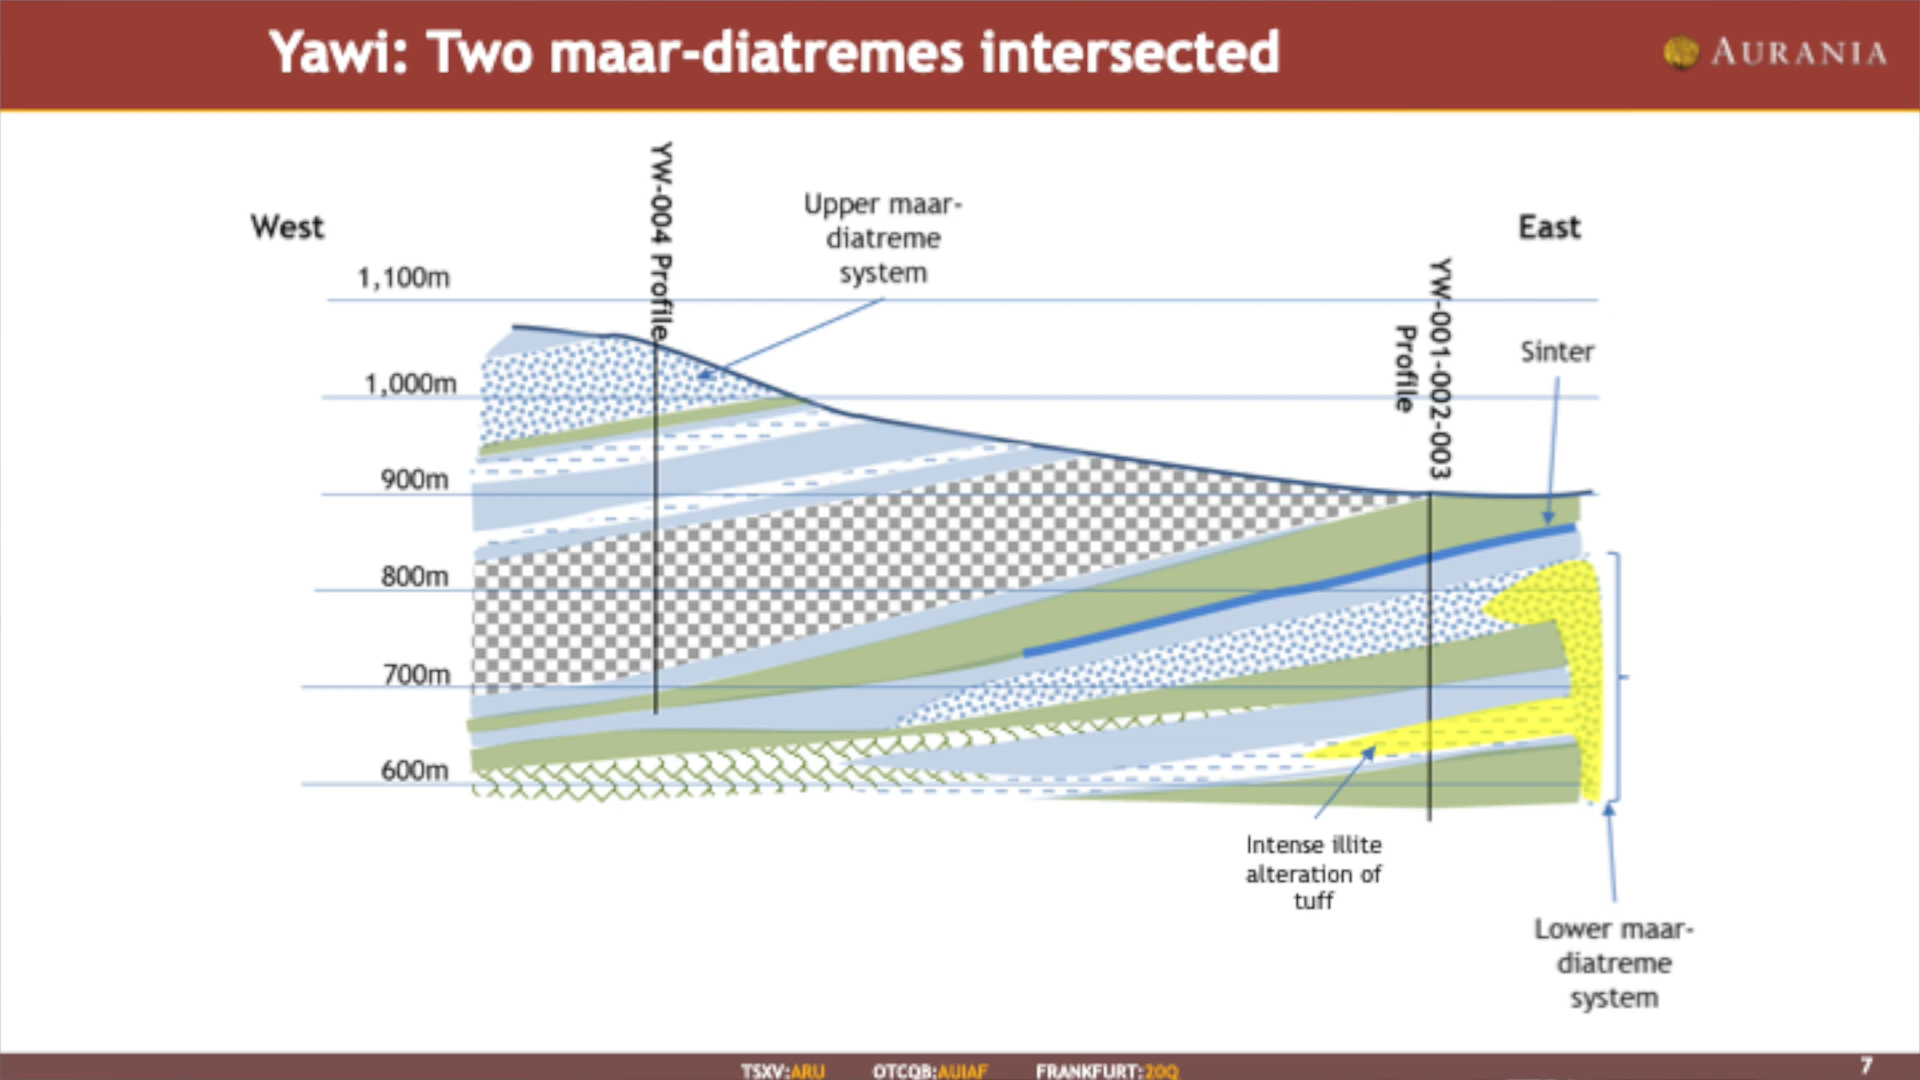 Yawi: Two maar-diatremes intersected
AURANIA
West
East
YW-004 Profile
Upper maar-
diatreme
system
YW-001-002-003
Profile
Sinter
1,100m
1,000m
900m
800m
700m
600m
Intense illite
alteration of
tuff
Lower maar-
diatreme
system
TSXV:ARU OTCQB:AUIAF FRANKFURT:20Q
7